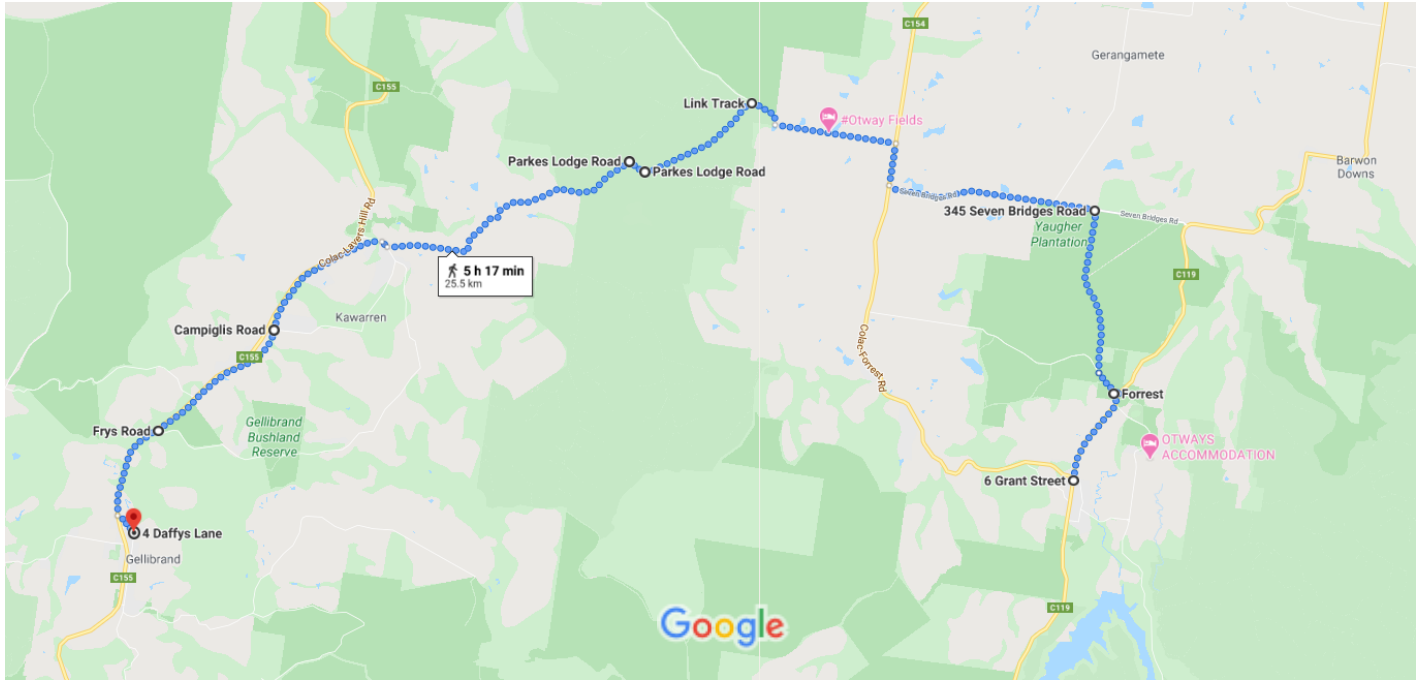 C154
Gerangamete
C155
Link Track
#Otway Fields
Parkes Lodge Road
Parkes Lodge Road
Barwon
Downs
Seven Bridges Rd
345 Seven Bridges Road
Seven Bridges Rd
Yaugher
Plantation
Colac-Lavers Hill Rd
5 h 17 min
25.5 km
C119
Kawarren
Campiglis Road
C155
Colac-Forrest Rd
Forrest
Gellibrand
Bushland
Reserve
Frys Road
OTWAYS
ACCOMMODATION
6 Grant Street
4 Daffys Lane
Gellibrand
C155
C119
Google